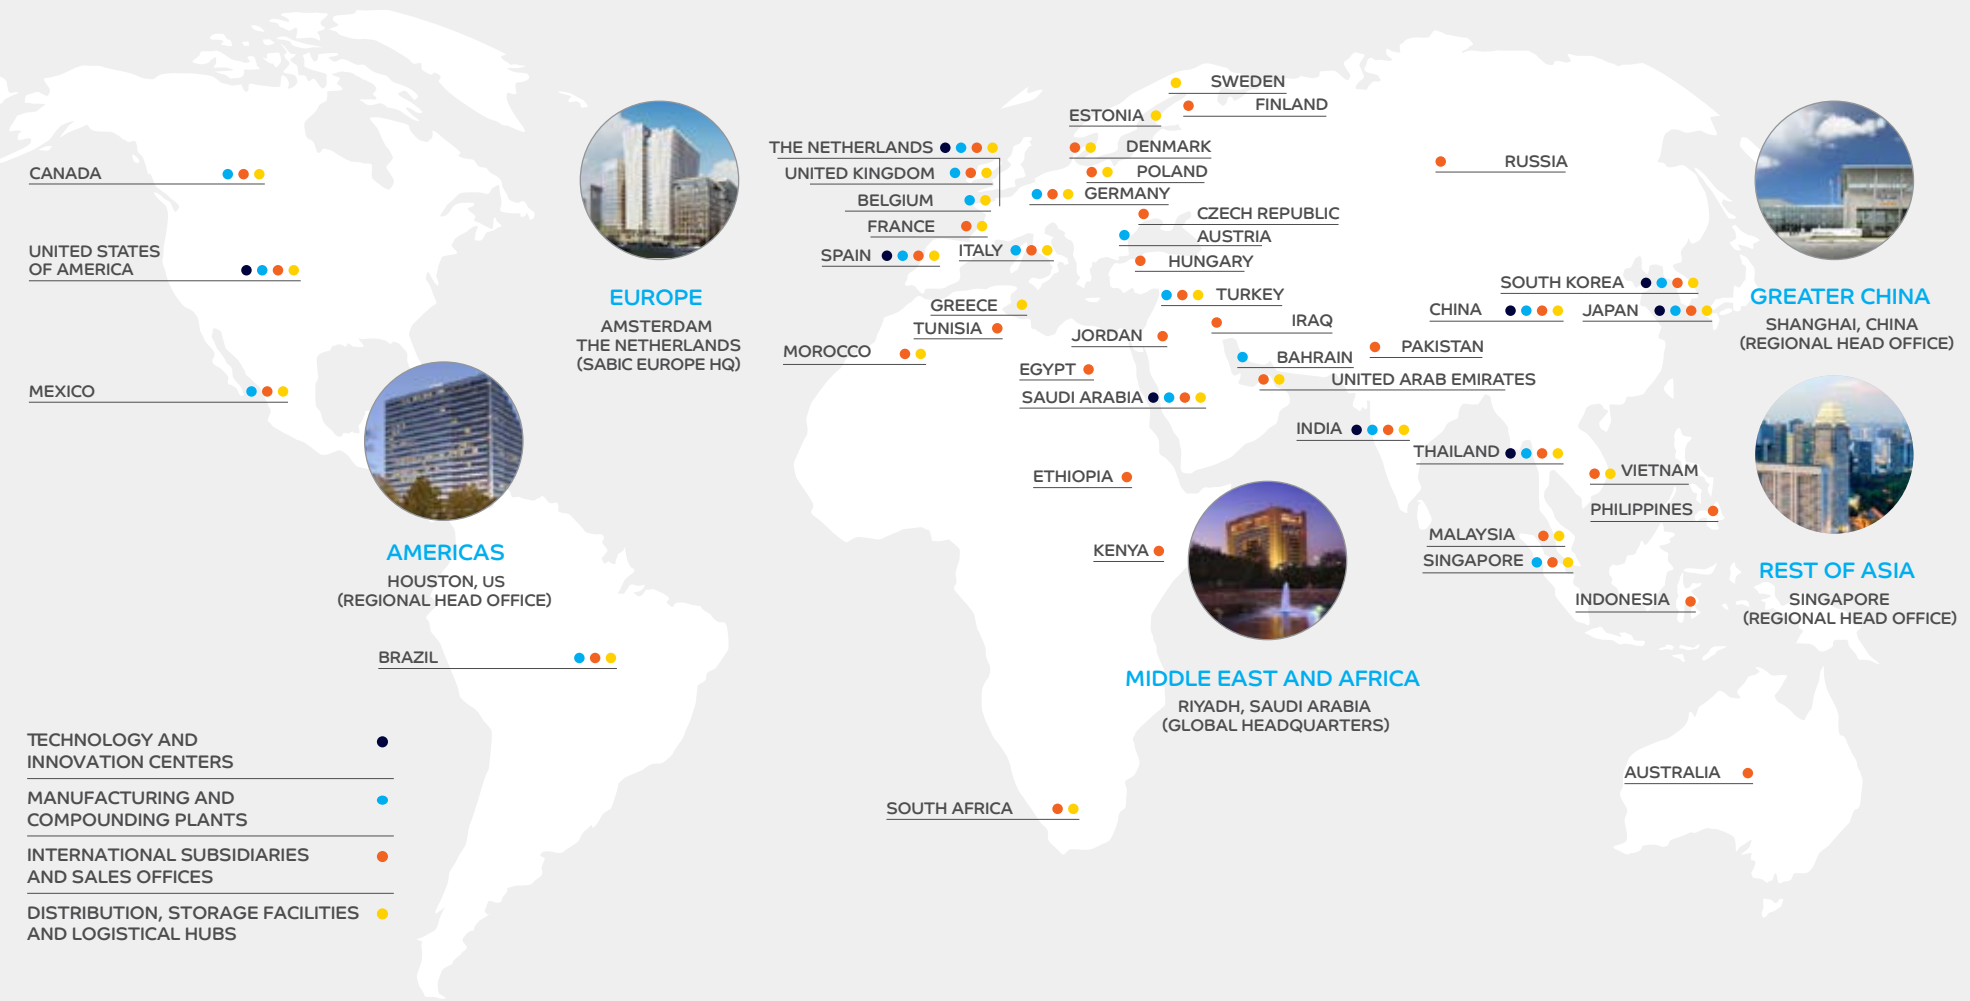 CANADA
UNITED STATES
OF AMERICA
MEXICO
BRAZIL
AMERICAS
HOUSTON, US
(REGIONAL HEAD OFFICE)
EUROPE
AMSTERDAM
THE NETHERLANDS
(SABIC EUROPE HQ)
SWEDEN
FINLAND
ESTONIA
THE NETHERLANDS
DENMARK
UNITED KINGDOM
POLAND
BELGIUM
GERMANY
FRANCE
CZECH REPUBLIC
SPAIN
ITALY
AUSTRIA
HUNGARY
GREECE
TURKEY
TUNISIA
JORDAN
IRAQ
MOROCCO
EGYPT
BAHRAIN
PAKISTAN
SAUDI ARABIA
UNITED ARAB EMIRATES
RUSSIA
SOUTH KOREA
CHINA
JAPAN
INDIA
THAILAND
VIETNAM
ETHIOPIA
PHILIPPINES
MALAYSIA
KENYA
SINGAPORE
INDONESIA
GREATER CHINA
SHANGHAI, CHINA
(REGIONAL HEAD OFFICE)
REST OF ASIA
SINGAPORE
(REGIONAL HEAD OFFICE)
MIDDLE EAST AND AFRICA
RIYADH, SAUDI ARABIA
(GLOBAL HEADQUARTERS)
SOUTH AFRICA
AUSTRALIA
TECHNOLOGY AND
INNOVATION CENTERS
MANUFACTURING AND
COMPOUNDING PLANTS
INTERNATIONAL SUBSIDIARIES
AND SALES OFFICES
DISTRIBUTION, STORAGE FACILITIES
AND LOGISTICAL HUBS